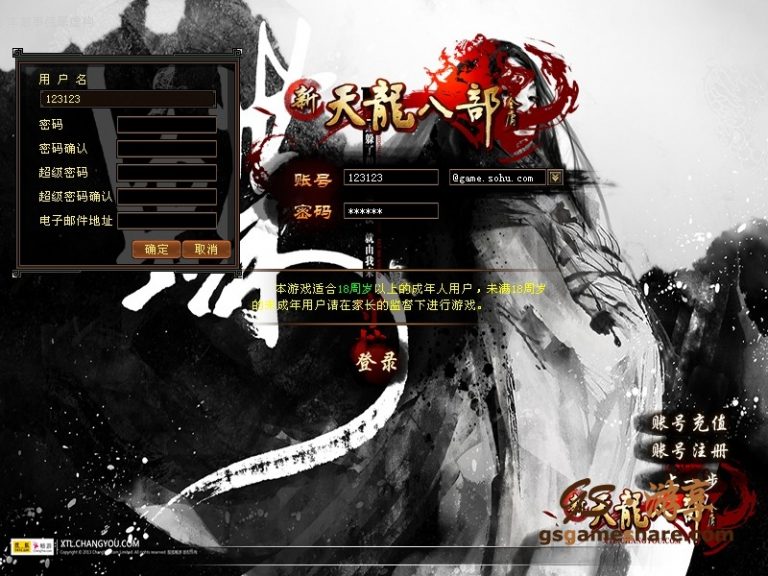 用户名
123123
密码
密码确认
超级密码
超级密码确认
电子邮件地址
确定 取消
新天龍八部
账号 123123 @game.sohu.com
密码 ******
就由我来
本游戏适合18周岁以上的成年人用户，未满18周岁
的未成年用户请在家长的监督下进行游戏。
登录
账号充值
账号注册
天龍
游享
gsgameshare.com
XTL.CHANGYOU.COM